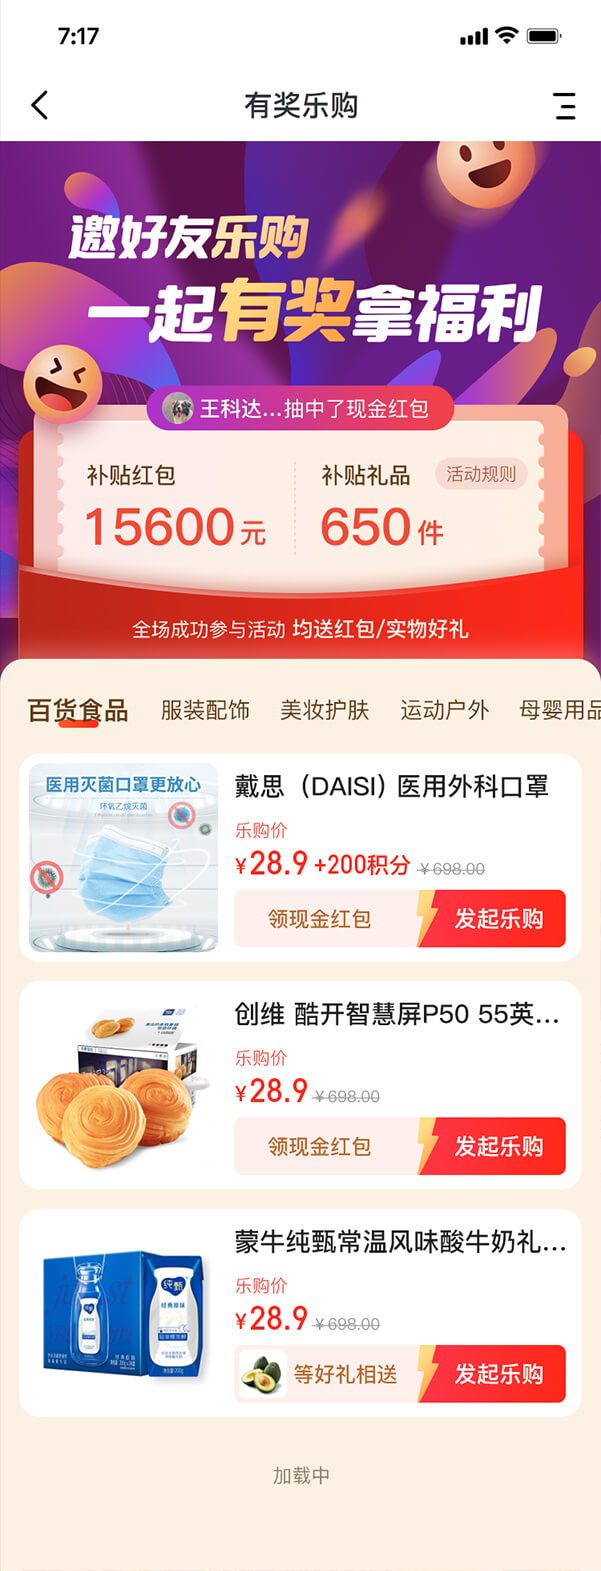 7:17
有奖乐购
邀好友乐购
一起有奖拿福利
王科达...抽中了现金红包
补贴红包
补贴礼品
活动规则
15600元
650件
全场成功参与活动 均送红包/实物好礼
百货食品
服装配饰
美妆护肤
运动户外
母婴用品
医用灭菌口罩更放心
环氧乙烷灭菌
戴思（DAISI）医用外科口罩
乐购价
¥28.9+200积分 ¥698.00
领现金红包
发起乐购
创维 酷开智慧屏P50 55英...
乐购价
¥28.9 ¥698.00
领现金红包
发起乐购
纯甄
经典原味
蒙牛纯甄常温风味酸牛奶礼...
乐购价
¥28.9 ¥698.00
等好礼相送
发起乐购
加载中